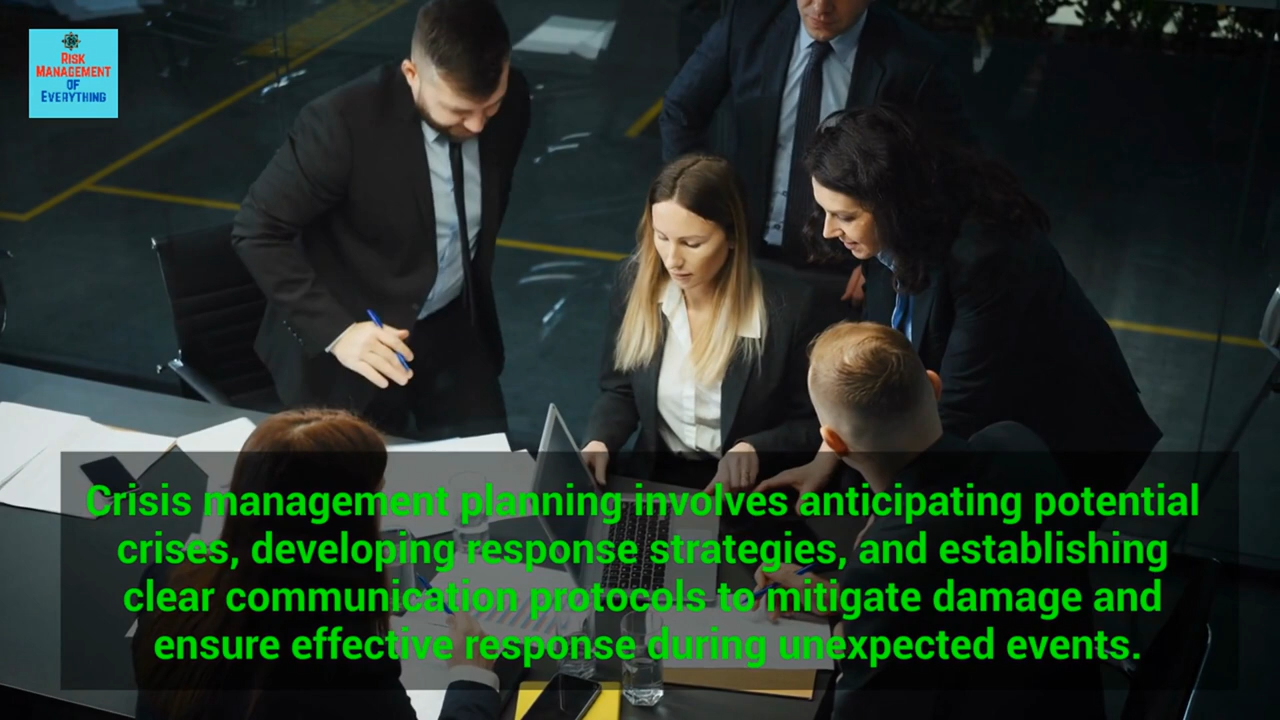 RISK
MANAGEMENT
OF
EVERYTHING
Crisis management planning involves anticipating potential
crises, developing response strategies, and establishing
clear communication protocols to mitigate damage and
ensure effective response during unexpected events.